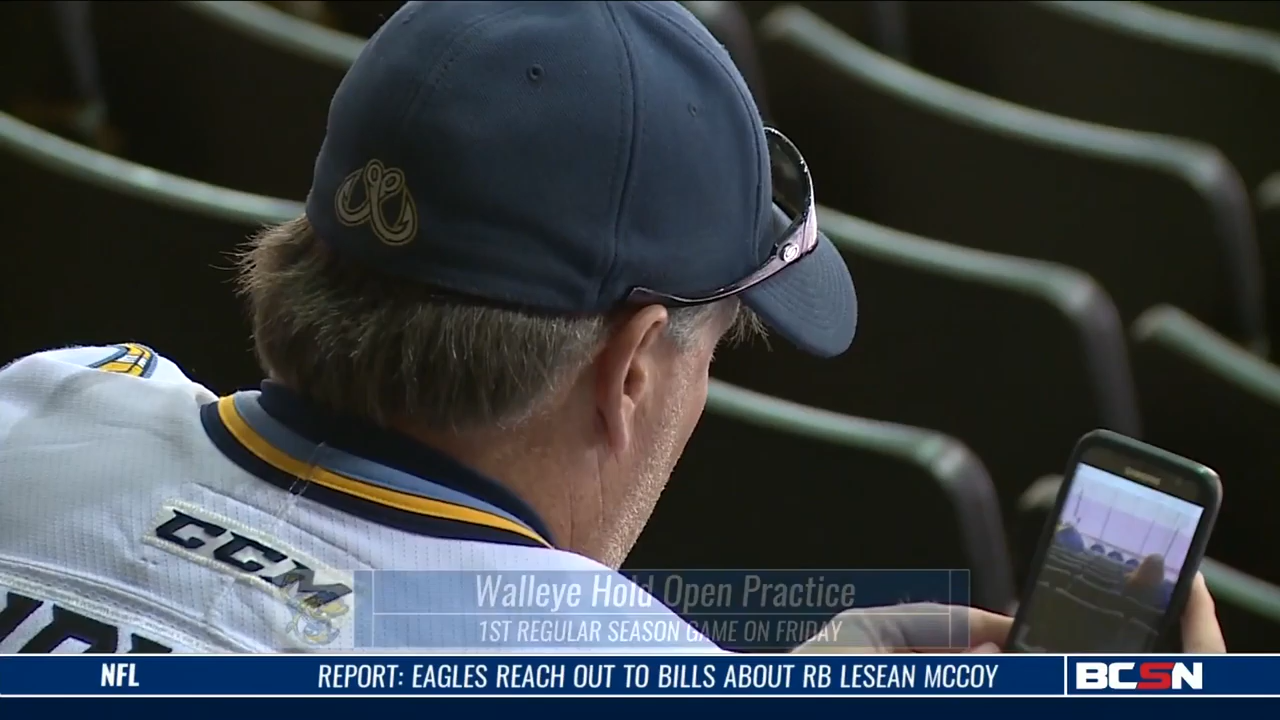 CCM
SAMSUNG
Walleye Hold Open Practice
1ST REGULAR SEASON GAME ON FRIDAY
NFL
REPORT: EAGLES REACH OUT TO BILLS ABOUT RB LESEAN MCCOY
BCSN